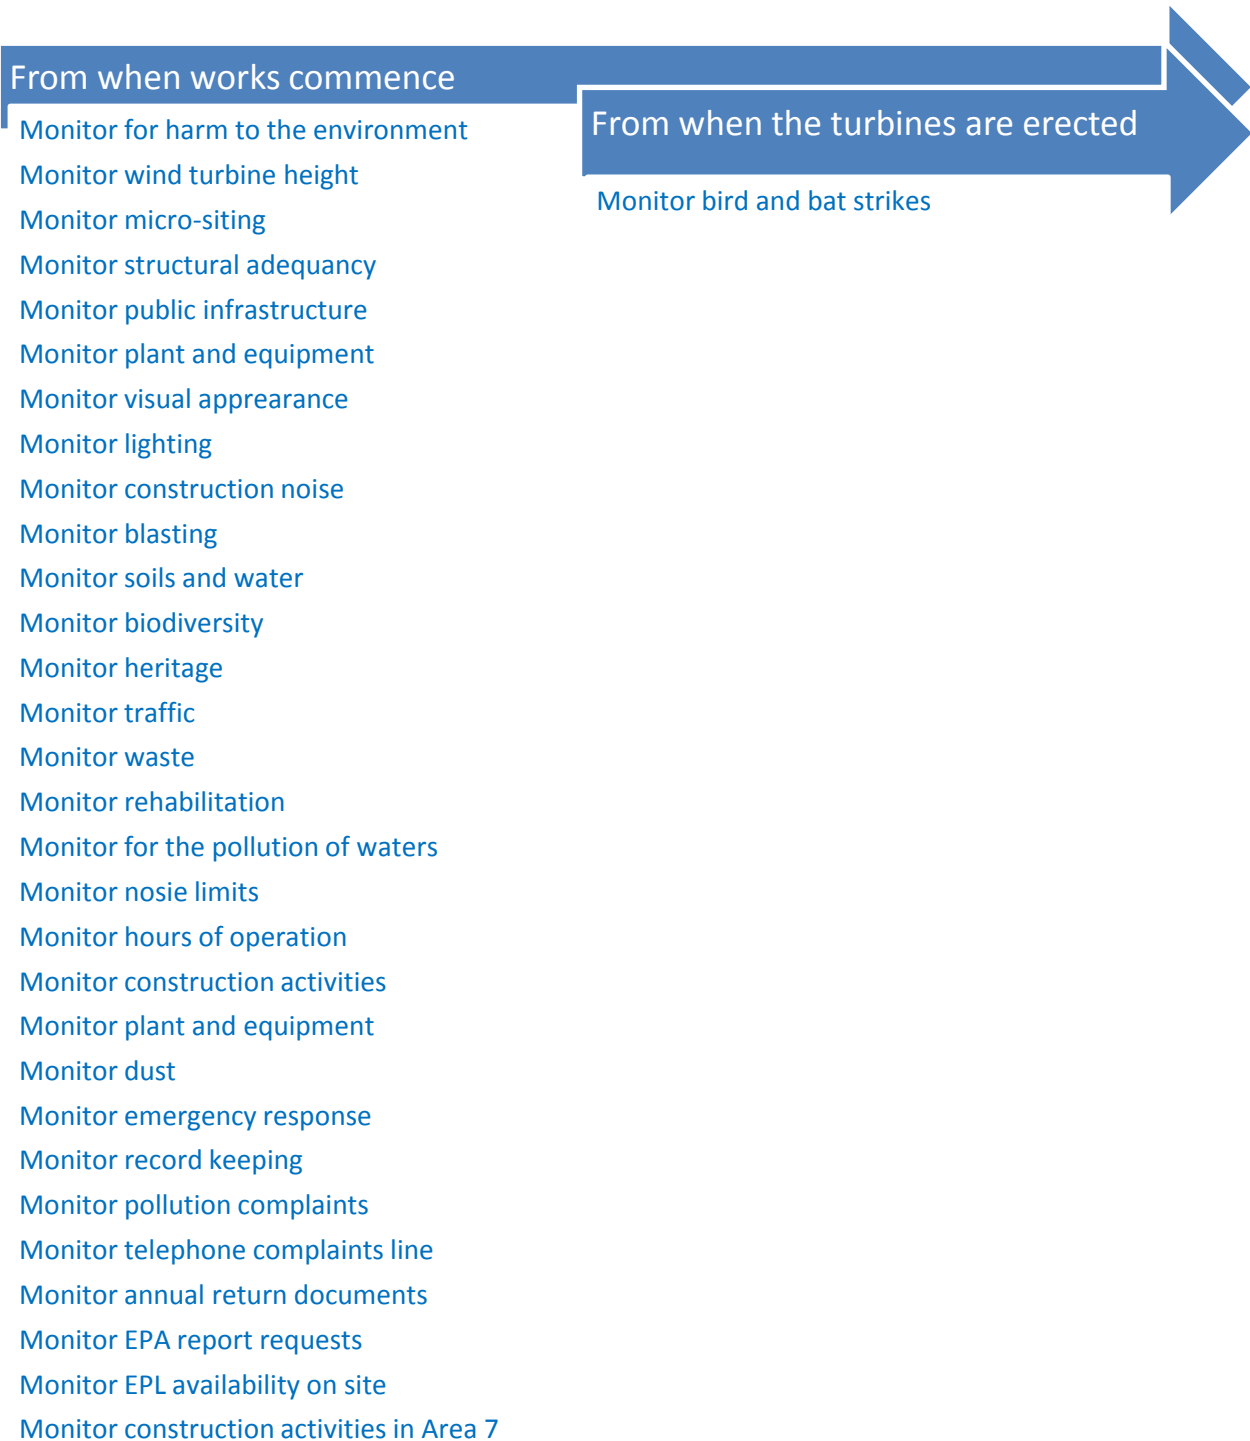 From when works commence
Monitor for harm to the environment
Monitor wind turbine height
Monitor micro-siting
Monitor structural adequancy
Monitor public infrastructure
Monitor plant and equipment
Monitor visual apprearance
Monitor lighting
Monitor construction noise
Monitor blasting
Monitor soils and water
Monitor biodiversity
Monitor heritage
Monitor traffic
Monitor waste
Monitor rehabilitation
Monitor for the pollution of waters
Monitor nosie limits
Monitor hours of operation
Monitor construction activities
Monitor plant and equipment
Monitor dust
Monitor emergency response
Monitor record keeping
Monitor pollution complaints
Monitor telephone complaints line
Monitor annual return documents
Monitor EPA report requests
Monitor EPL availability on site
Monitor construction activities in Area 7
From when the turbines are erected
Monitor bird and bat strikes